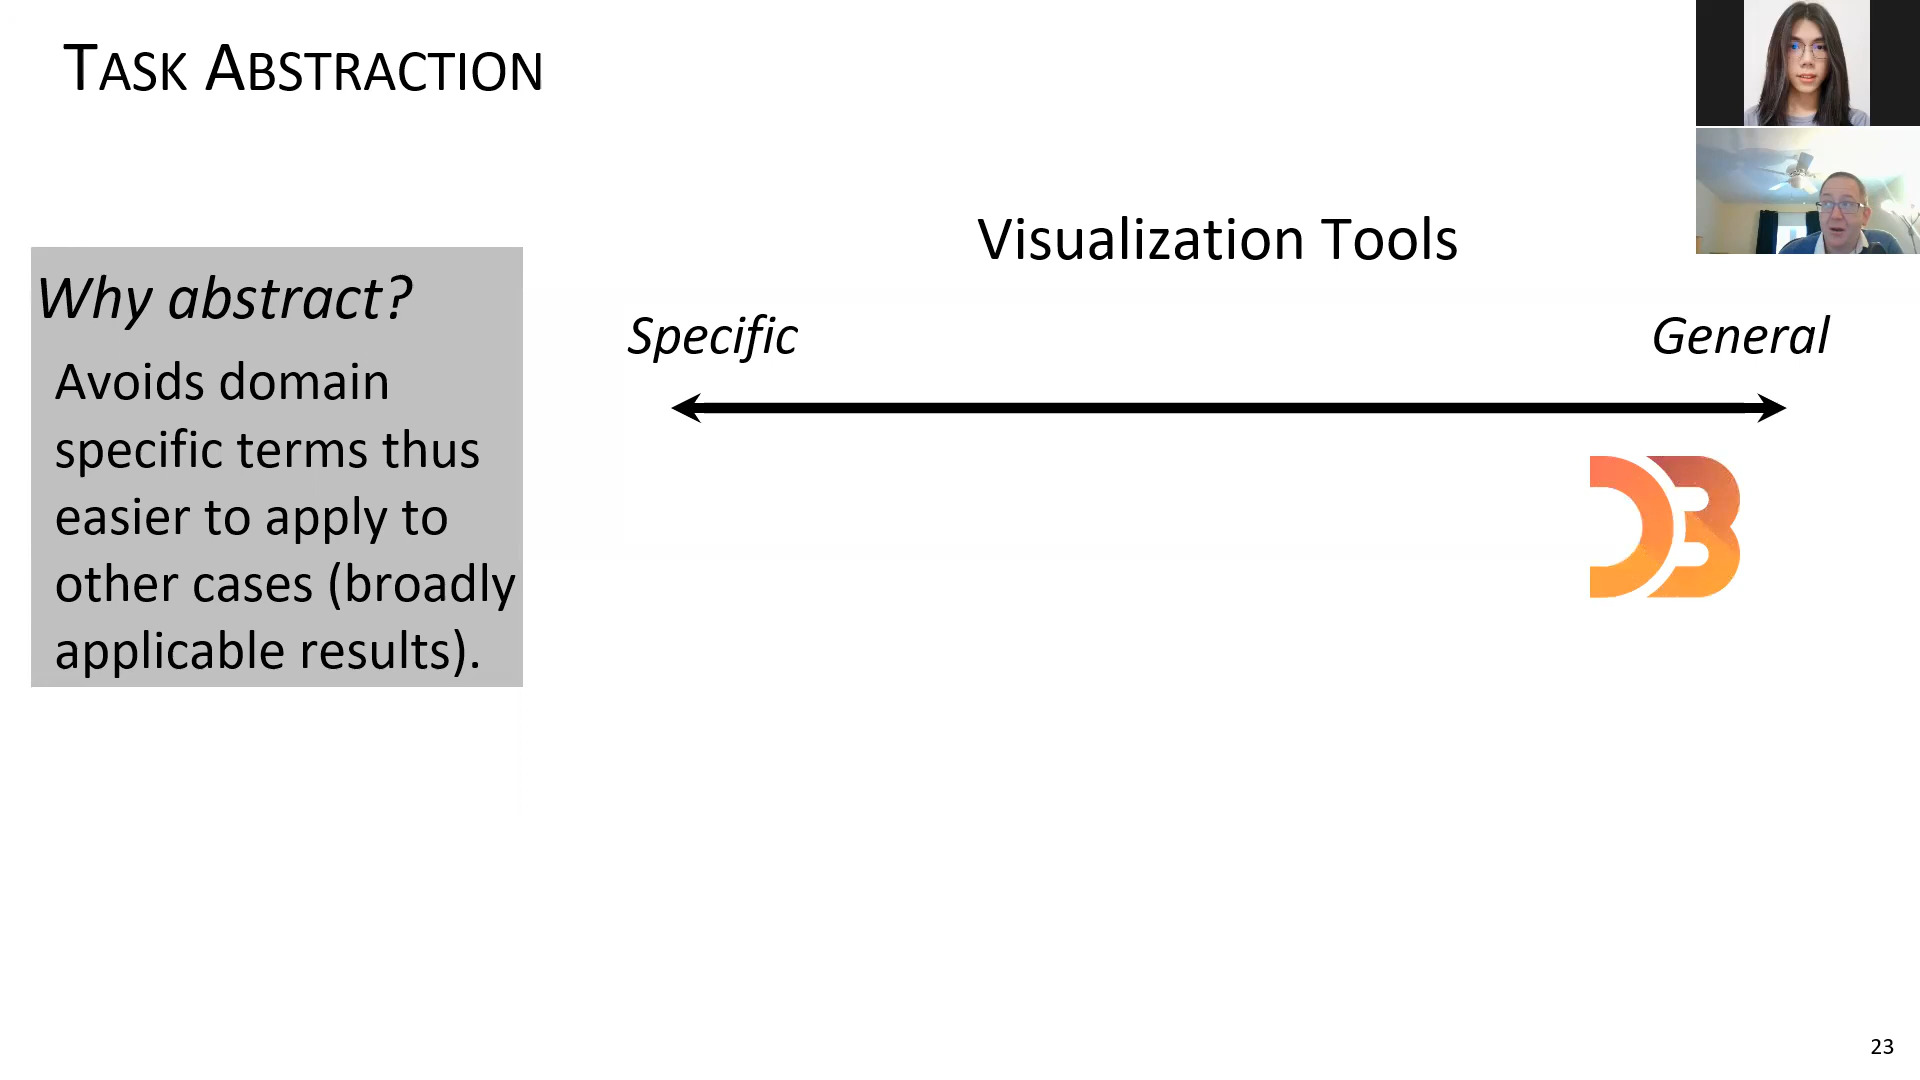 TASK ABSTRACTION
Visualization Tools
Why abstract?
Avoids domain
specific terms thus
easier to apply to
other cases (broadly
applicable results).
Specific
General
D3
23